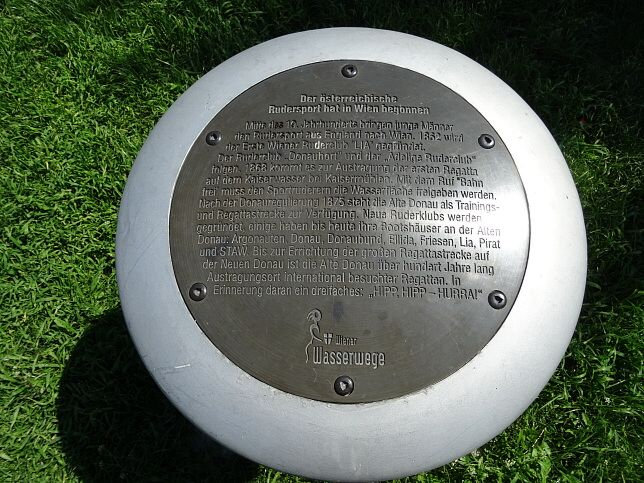 Der österreichische
Rudersport hat in Wien begonnen
Mitte des 19. Jahrhunderts bringen junge Männer
den Rudersport aus England nach Wien. 1862 wird
der Erste Wiener Ruderclub "LIA" gegründet.
Der Ruderclub „Donauhort" und der „Adelige Ruderclub"
folgen. 1868 kommt es zur Austragung der ersten Regatta
auf dem Kaiserwasser bei Kaisermühlen. Mit dem Ruf "Bahn
frei" muss den Sportruderern die Wasserfläche freigeben werden.
Nach der Donauregulierung 1875 steht die Alte Donau als Trainings-
und Regattastrecke zur Verfügung. Neue Ruderklubs werden
gegründet, einige haben bis heute ihre Bootshäuser an der Alten
Donau: Argonauten, Donau, Donauhund, Ellida, Friesen, Lia, Pirat
und STAW. Bis zur Errichtung der großen Regattastrecke auf
der Neuen Donau ist die Alte Donau über hundert Jahre lang
Austragungsort international besuchter Regatten. In
Erinnerung daran ein dreifaches: „HIPP, HIPP – HURRA!"
Wiener
Wasserwege